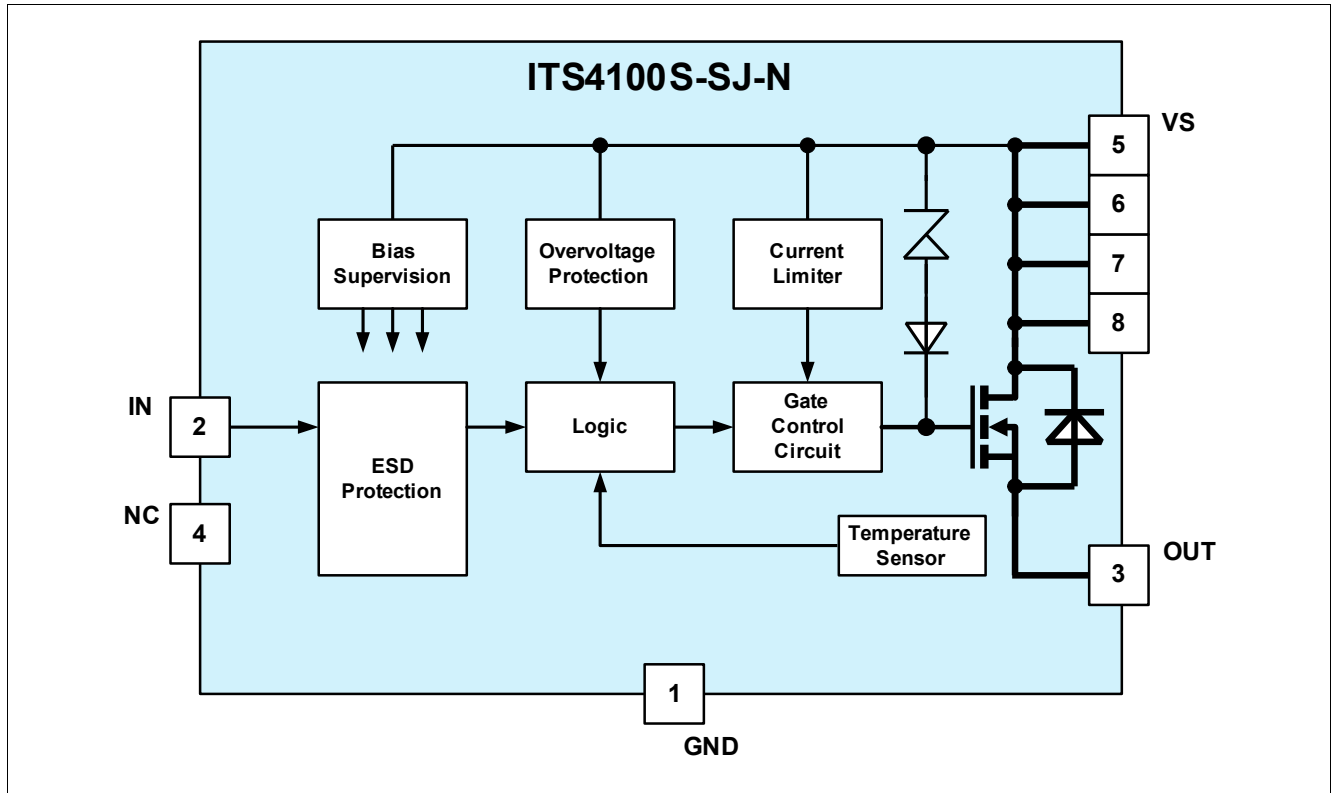 ITS4100S-SJ-N
VS
5
6
7
8
Bias
Supervision
Overvoltage
Protection
Current
Limiter
IN
2
NC
4
ESD
Protection
Logic
Gate
Control
Circuit
Temperature
Sensor
3
OUT
1
GND